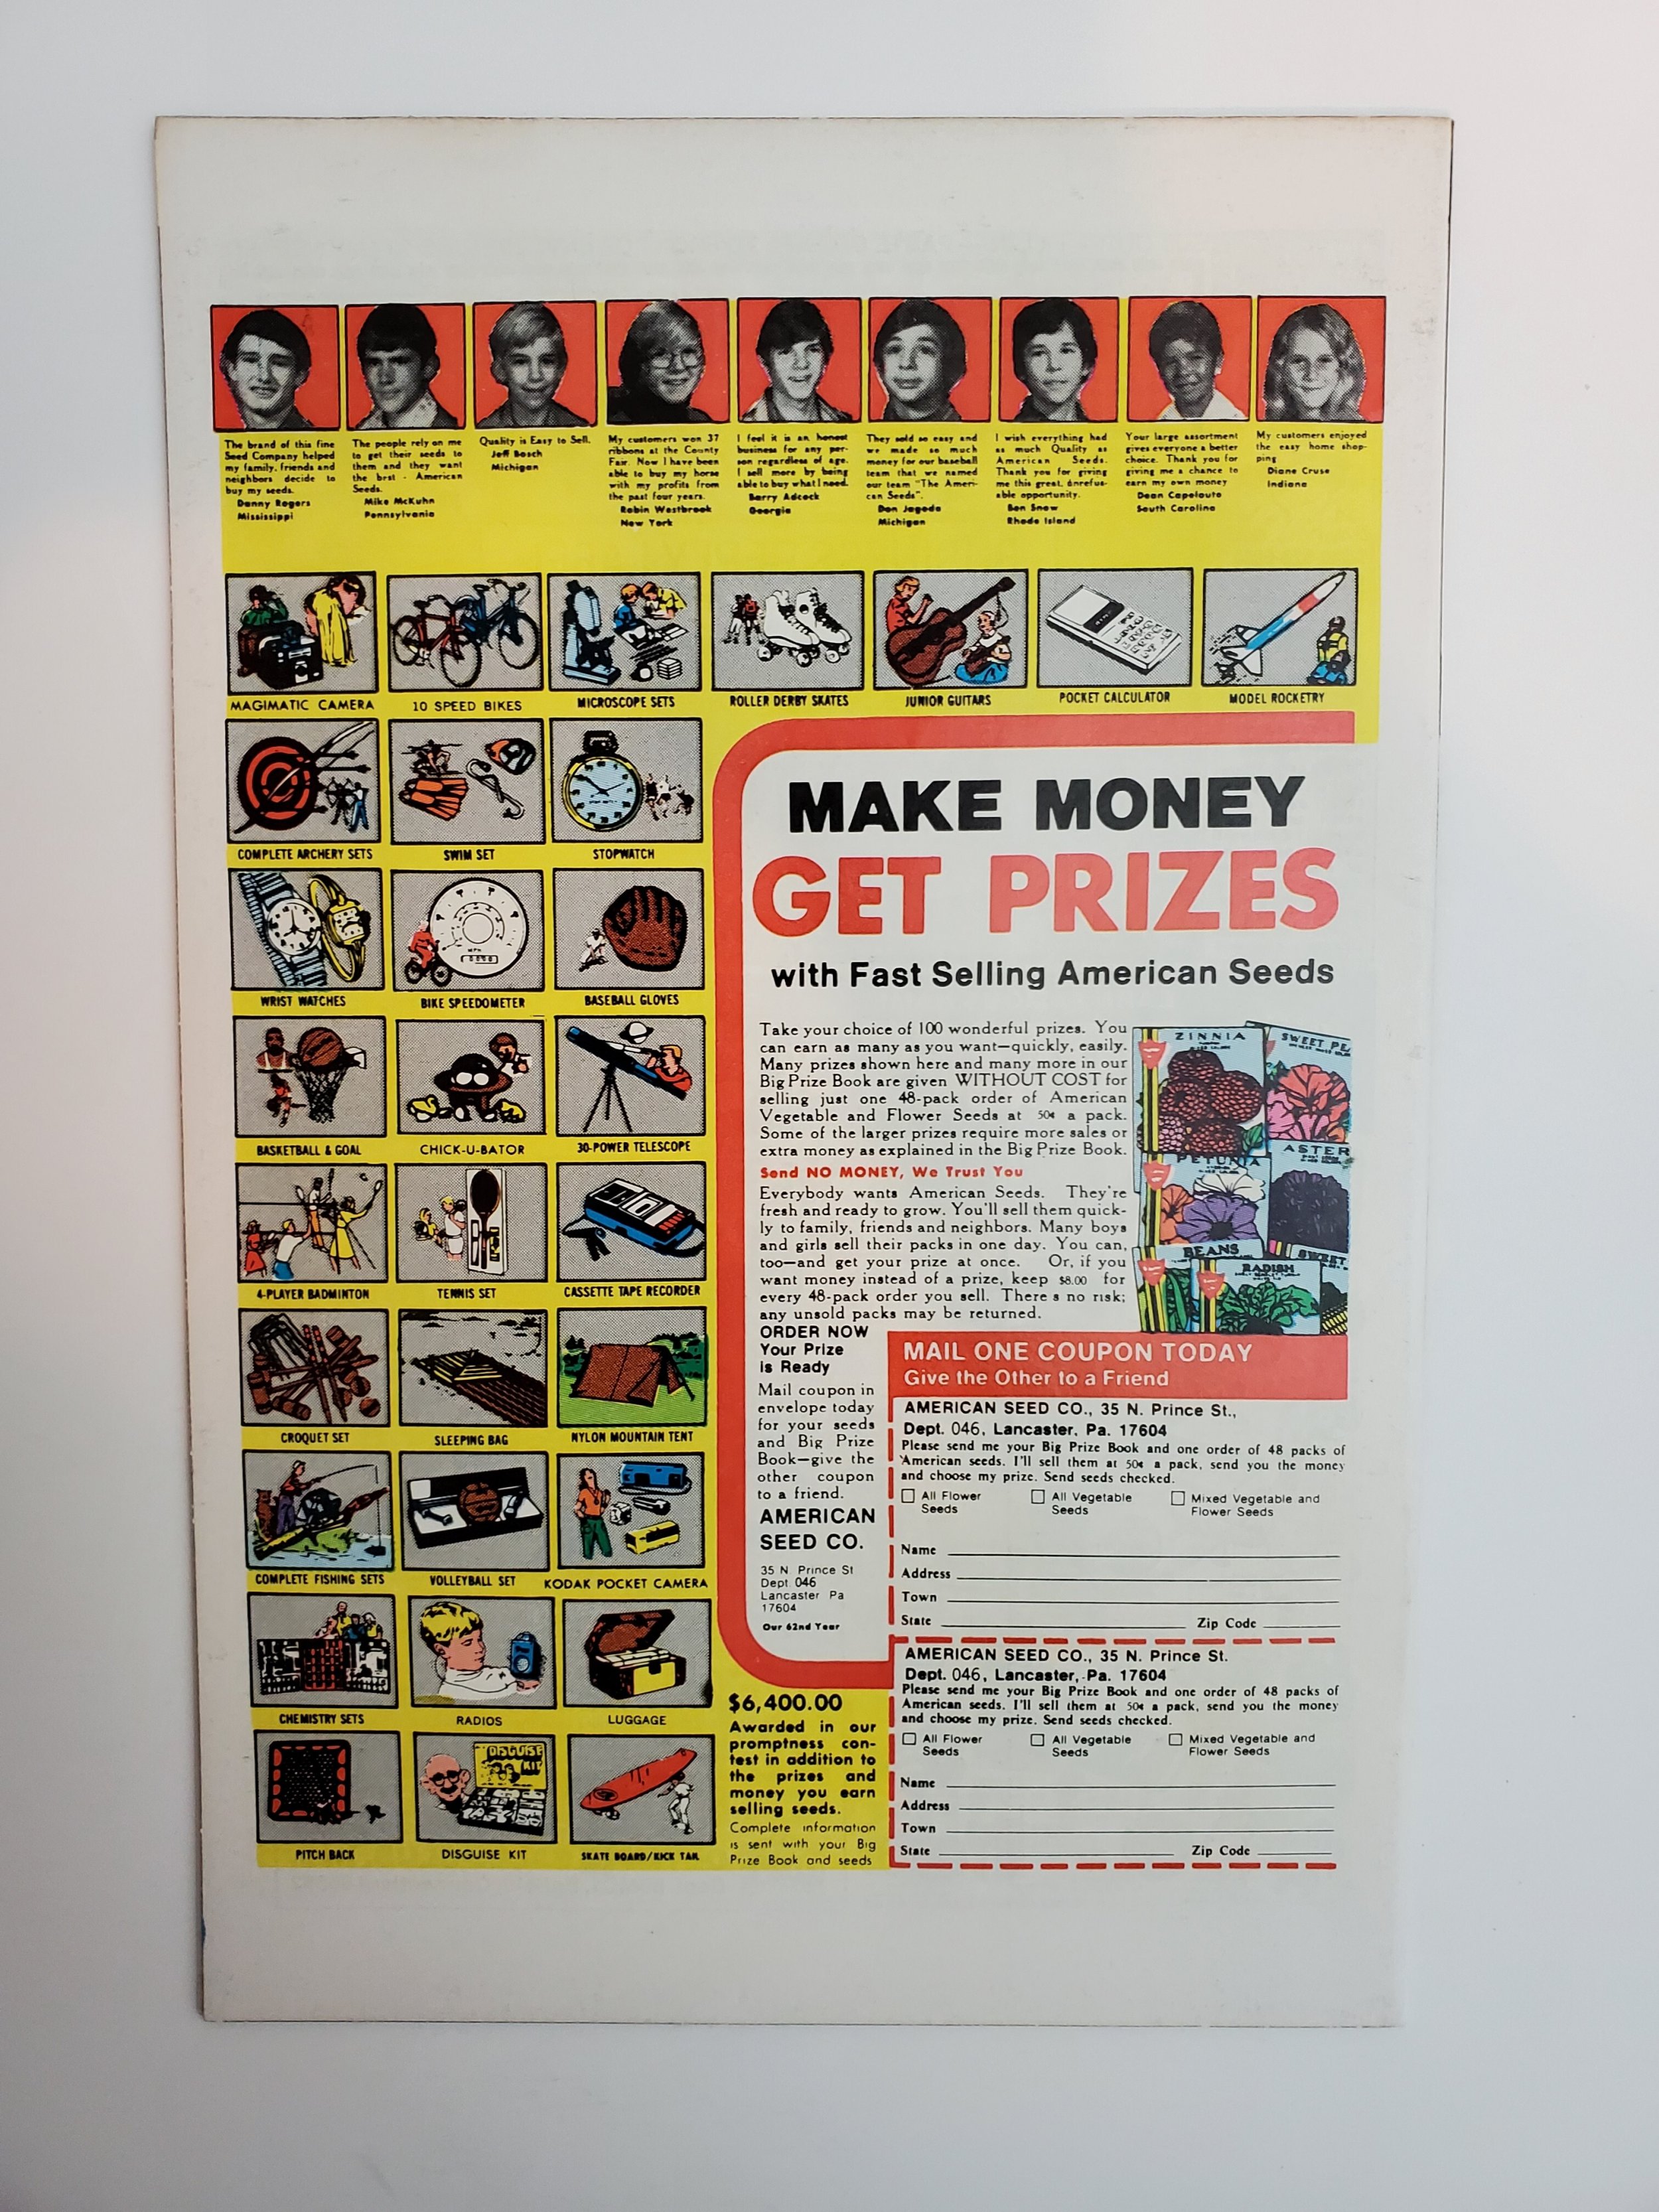 The brand of this fine
Seed Company helped
my family, friends and
neighbors decide to
buy my seeds.
Danny Rogers
Mississippi
The people rely on me
to get their seeds to
them and they want
the brst - American
Seeds.
Mike McKuhn
Pennsylvania
Quality is Easy to Sell.
Jeff Bosch
Michigan
My customers won 37
ribbons at the County
Fair. Now I have been
able to buy my horse
with my profits from
the past four years.
Robin Westbrook
New York
I feel it is an honest
business for any per-
son regardless of age.
I sell more by being
able to buy what I need.
Barry Adcock
Georgia
They sold so easy and
we made so much
money for our baseball
team that we named
our team "The Ameri-
can Seeds".
Don Jagoda
Michigan
I wish everything had
as much Quality as
American Seeds.
Thank you for giving
me this great, unrefus-
able opportunity.
Ben Snow
Rhode Island
Your large assortment
gives everyone a better
choice. Thank you for
giving me a chance to
earn my own money
Dean Capelouto
South Carolina
My customers enjoyed
the easy home shop-
ping
Diane Cruse
Indiana
MAGIMATIC CAMERA
10 SPEED BIKES
MICROSCOPE SETS
ROLLER DERBY SKATES
JUNIOR GUITARS
POCKET CALCULATOR
MODEL ROCKETRY
COMPLETE ARCHERY SETS
SWIM SET
STOPWATCH
WRIST WATCHES
BIKE SPEEDOMETER
BASEBALL GLOVES
BASKETBALL & GOAL
CHICK-U-BATOR
30-POWER TELESCOPE
4-PLAYER BADMINTON
TENNIS SET
CASSETTE TAPE RECORDER
CROQUET SET
SLEEPING BAG
NYLON MOUNTAIN TENT
COMPLETE FISHING SETS
VOLLEYBALL SET
KODAK POCKET CAMERA
CHEMISTRY SETS
RADIOS
LUGGAGE
PITCH BACK
DISGUISE KIT
DISGUISE KIT
SKATE BOARD/KICK TAIL
MAKE MONEY
GET PRIZES
with Fast Selling American Seeds
Take your choice of 100 wonderful prizes. You
can earn as many as you want—quickly, easily.
Many prizes shown here and many more in our
Big Prize Book are given WITHOUT COST for
selling just one 48-pack order of American
Vegetable and Flower Seeds at 50¢ a pack.
Some of the larger prizes require more sales or
extra money as explained in the Big Prize Book.
Send NO MONEY, We Trust You
Everybody wants American Seeds. They're
fresh and ready to grow. You'll sell them quick-
ly to family, friends and neighbors. Many boys
and girls sell their packs in one day. You can,
too—and get your prize at once. Or, if you
want money instead of a prize, keep $8.00 for
every 48-pack order you sell. There s no risk;
any unsold packs may be returned.
ZINNIA
SWEET PE
PETUNIA
ASTER
BEANS
SWEET
RADISH
ORDER NOW
Your Prize
is Ready
Mail coupon in
envelope today
for your seeds
and Big Prize
Book—give the
other coupon
to a friend.
AMERICAN
SEED CO.
35 N Prince St
Dept 046
Lancaster Pa
17604
Our 62nd Year
$6,400.00
Awarded in our
promptness con-
test in addition to
the prizes and
money you earn
selling seeds.
Complete information
is sent with your Big
Prize Book and seeds
MAIL ONE COUPON TODAY
Give the Other to a Friend
AMERICAN SEED CO., 35 N. Prince St.,
Dept. 046, Lancaster, Pa. 17604
Please send me your Big Prize Book and one order of 48 packs of
American seeds. I'll sell them at 50¢ a pack, send you the money
and choose my prize. Send seeds checked.
All Flower Seeds
All Vegetable Seeds
Mixed Vegetable and Flower Seeds
Name
Address
Town
State Zip Code
AMERICAN SEED CO., 35 N. Prince St.
Dept. 046, Lancaster, Pa. 17604
Please send me your Big Prize Book and one order of 48 packs of
American seeds. I'll sell them at 50¢ a pack, send you the money
and choose my prize. Send seeds checked.
All Flower Seeds
All Vegetable Seeds
Mixed Vegetable and Flower Seeds
Name
Address
Town
State Zip Code